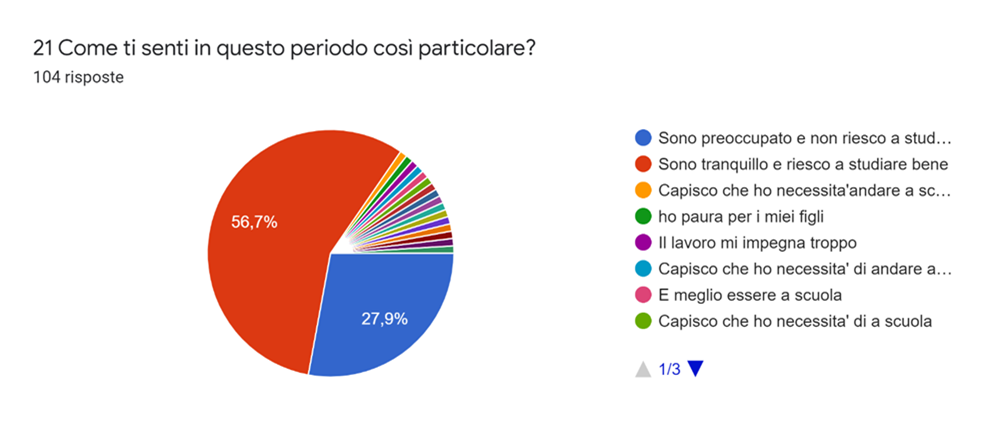 21 Come ti senti in questo periodo così particolare?
104 risposte
56,7%
27,9%
Sono preoccupato e non riesco a stud…
Sono tranquillo e riesco a studiare bene
Capisco che ho necessita'andare a sc…
ho paura per i miei figli
Il lavoro mi impegna troppo
Capisco che ho necessita' di andare a…
E meglio essere a scuola
Capisco che ho necessita' di a scuola
1/3